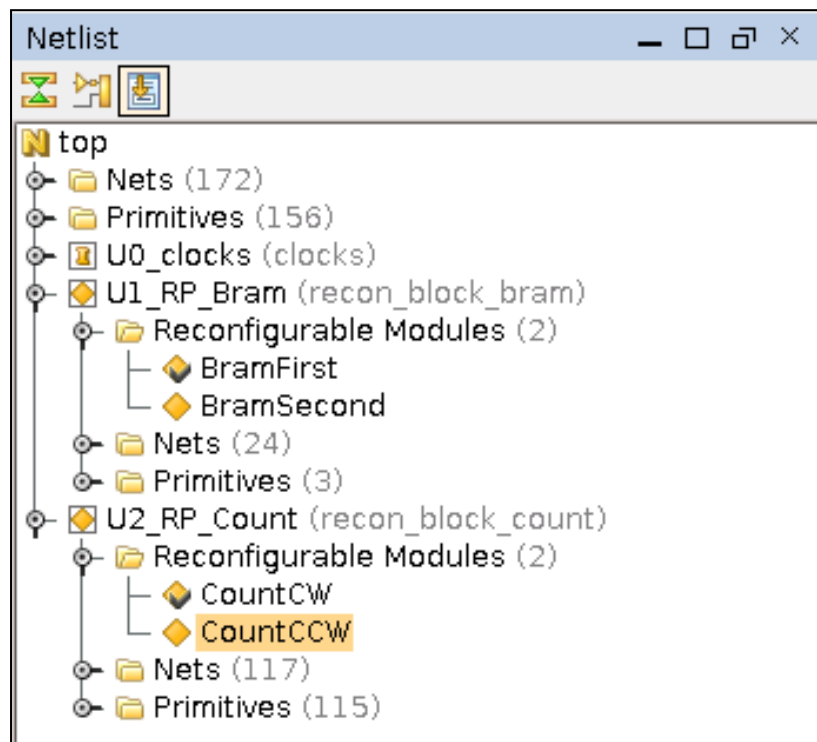 Netlist
top
Nets (172)
Primitives (156)
U0_clocks (clocks)
U1_RP_Bram (recon_block_bram)
Reconfigurable Modules (2)
BramFirst
BramSecond
Nets (24)
Primitives (3)
U2_RP_Count (recon_block_count)
Reconfigurable Modules (2)
CountCW
CountCCW
Nets (117)
Primitives (115)